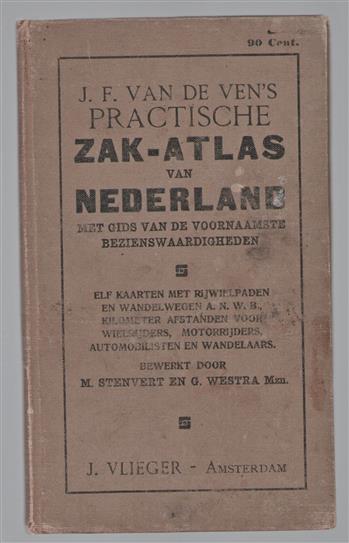 90 Cent.
J. F. VAN DE VEN'S
PRACTISCHE
ZAK-ATLAS
VAN
NEDERLAND
MET GIDS VAN DE VOORNAAMSTE
BEZIENSWAARDIGHEDEN
ELF KAARTEN MET RIJWIELPADEN
EN WANDELWEGEN A. N. W. B.,
KILOMETER AFSTANDEN VOOR
WIELRIJDERS, MOTORRIJDERS,
AUTOMOBILISTEN EN WANDELAARS.
BEWERKT DOOR
M. STENVERT EN G. WESTRA Mzn.
J. VLIEGER - AMSTERDAM